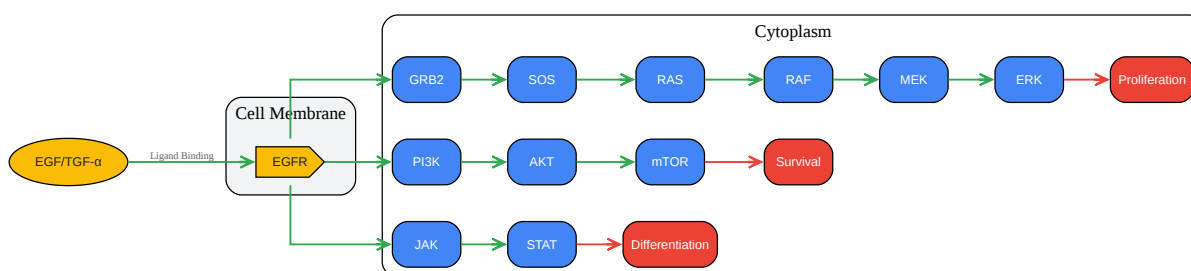 Cytoplasm
GRB2
SOS
RAS
RAF
MEK
ERK
Proliferation
Cell Membrane
EGF/TGF-α
Ligand Binding
EGFR
PI3K
AKT
mTOR
Survival
JAK
STAT
Differentiation